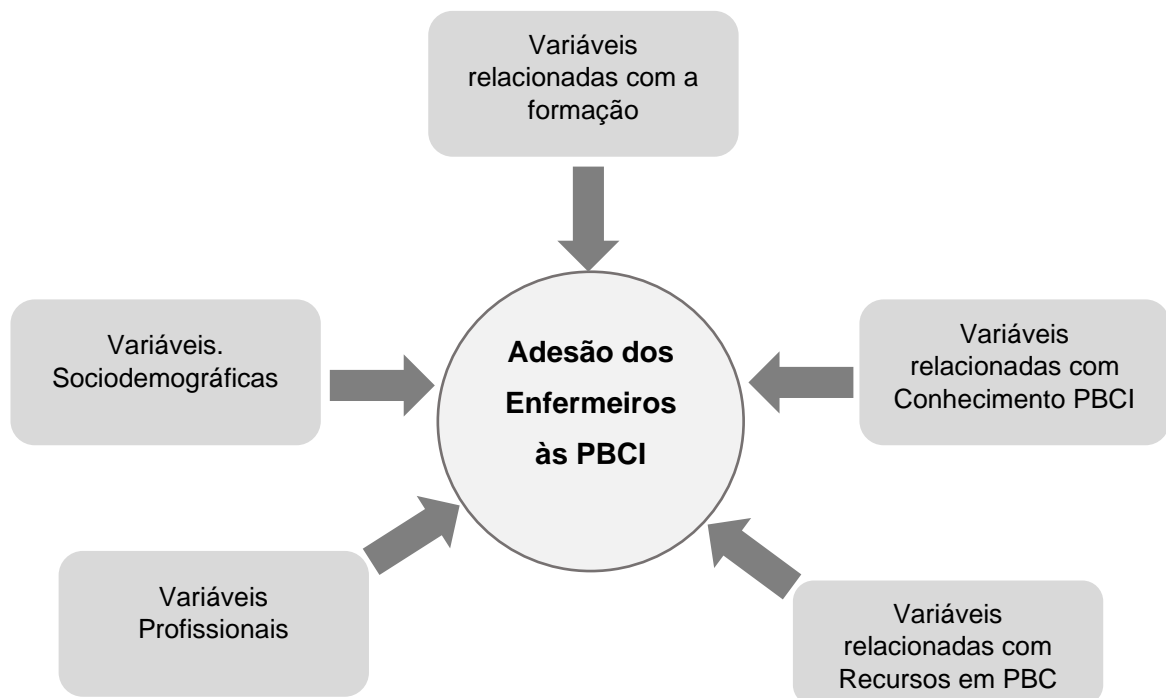 Variáveis
relacionadas com a
formação
Variáveis.
Sociodemográficas
Adesão dos
Enfermeiros
às PBCI
Variáveis
relacionadas com
Conhecimento PBCI
Variáveis
Profissionais
Variáveis
relacionadas com
Recursos em PBC